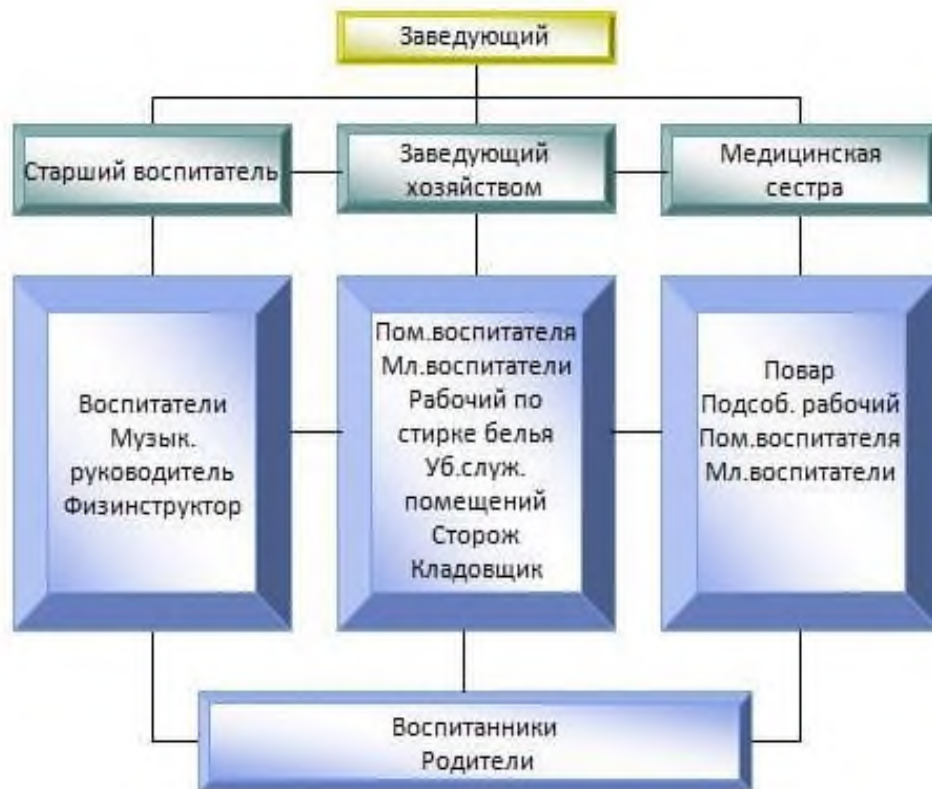 Заведующий
Старший воспитатель
Заведующий
хозяйством
Медицинская
сестра
Воспитатели
Музык.
руководитель
Физинструктор
Пом.воспитателя
Мл.воспитатели
Рабочий по
стирке белья
Уб.служ.
помещений
Сторож
Кладовщик
Повар
Подсоб. рабочий
Пом.воспитателя
Мл.воспитатели
Воспитанники
Родители